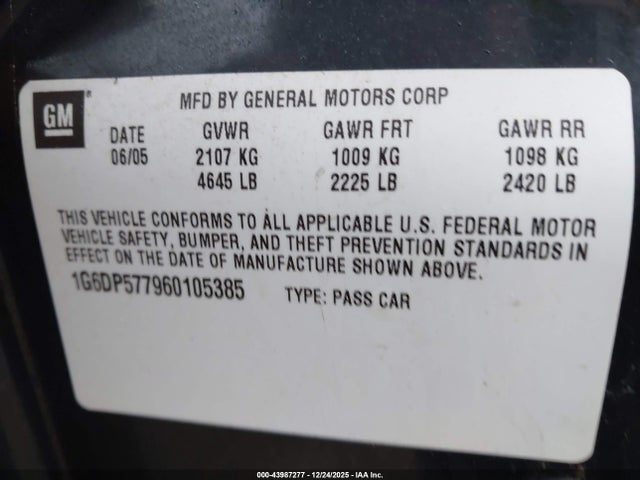 GM ®
MFD BY GENERAL MOTORS CORP
DATE GVWR GAWR FRT GAWR RR
06/05 2107 KG 1009 KG 1098 KG
4645 LB 2225 LB 2420 LB
THIS VEHICLE CONFORMS TO ALL APPLICABLE U.S. FEDERAL MOTOR
VEHICLE SAFETY, BUMPER, AND THEFT PREVENTION STANDARDS IN
EFFECT ON THE DATE OF MANUFACTURE SHOWN ABOVE.
1G6DP577960105385 TYPE: PASS CAR
000-43987277 - 12/24/2025 - IAA Inc.